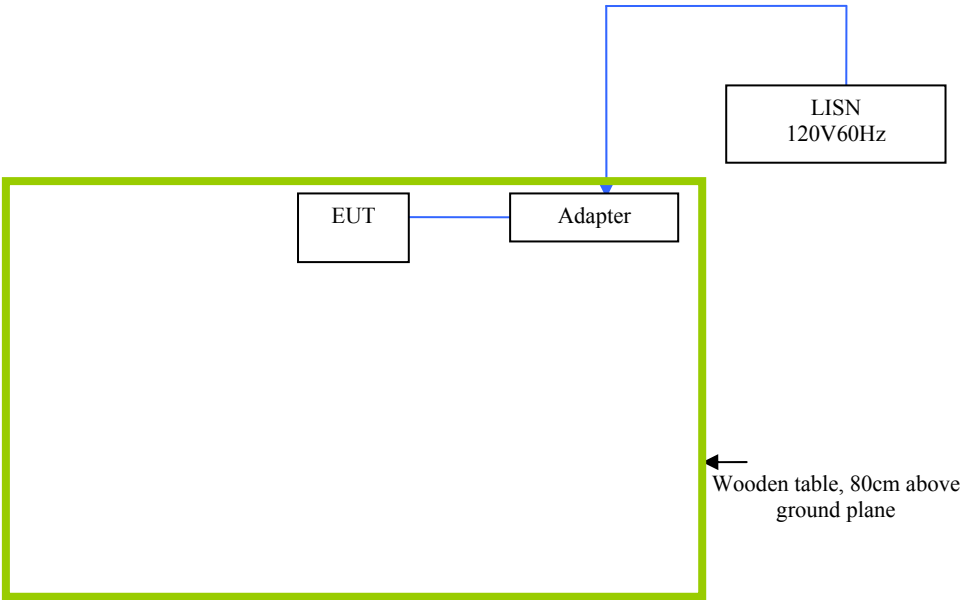 LISN
120V60Hz
EUT
Adapter
Wooden table, 80cm above
ground plane